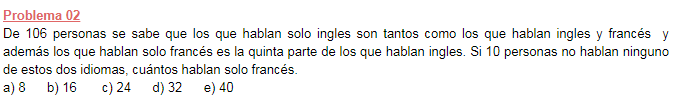 Problema 02
De 106 personas se sabe que los que hablan solo ingles son tantos como los que hablan ingles y francés y
además los que hablan solo francés es la quinta parte de los que hablan ingles. Si 10 personas no hablan ninguno
de estos dos idiomas, cuántos hablan solo francés.
a) 8 b) 16 c) 24 d) 32 e) 40